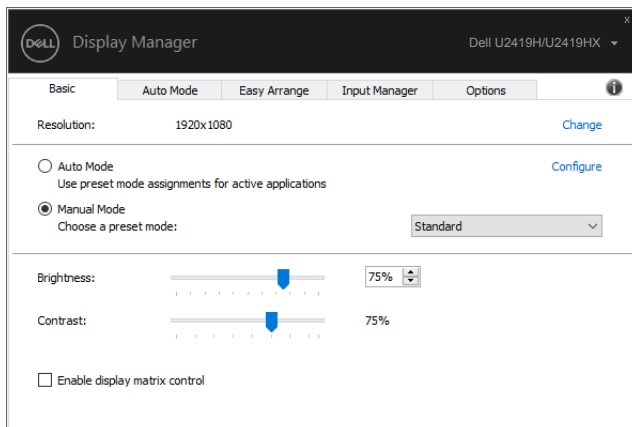 x
DELL Display Manager Dell U2419H/U2419HX
Basic Auto Mode Easy Arrange Input Manager Options i
Resolution: 1920x1080 Change
Auto Mode Configure
Use preset mode assignments for active applications
Manual Mode
Choose a preset mode: Standard
Brightness: 75%
Contrast: 75%
Enable display matrix control